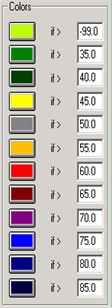 Colors
if > -99.0
if > 35.0
if > 40.0
if > 45.0
if > 50.0
if > 55.0
if > 60.0
if > 65.0
if > 70.0
if > 75.0
if > 80.0
if > 85.0